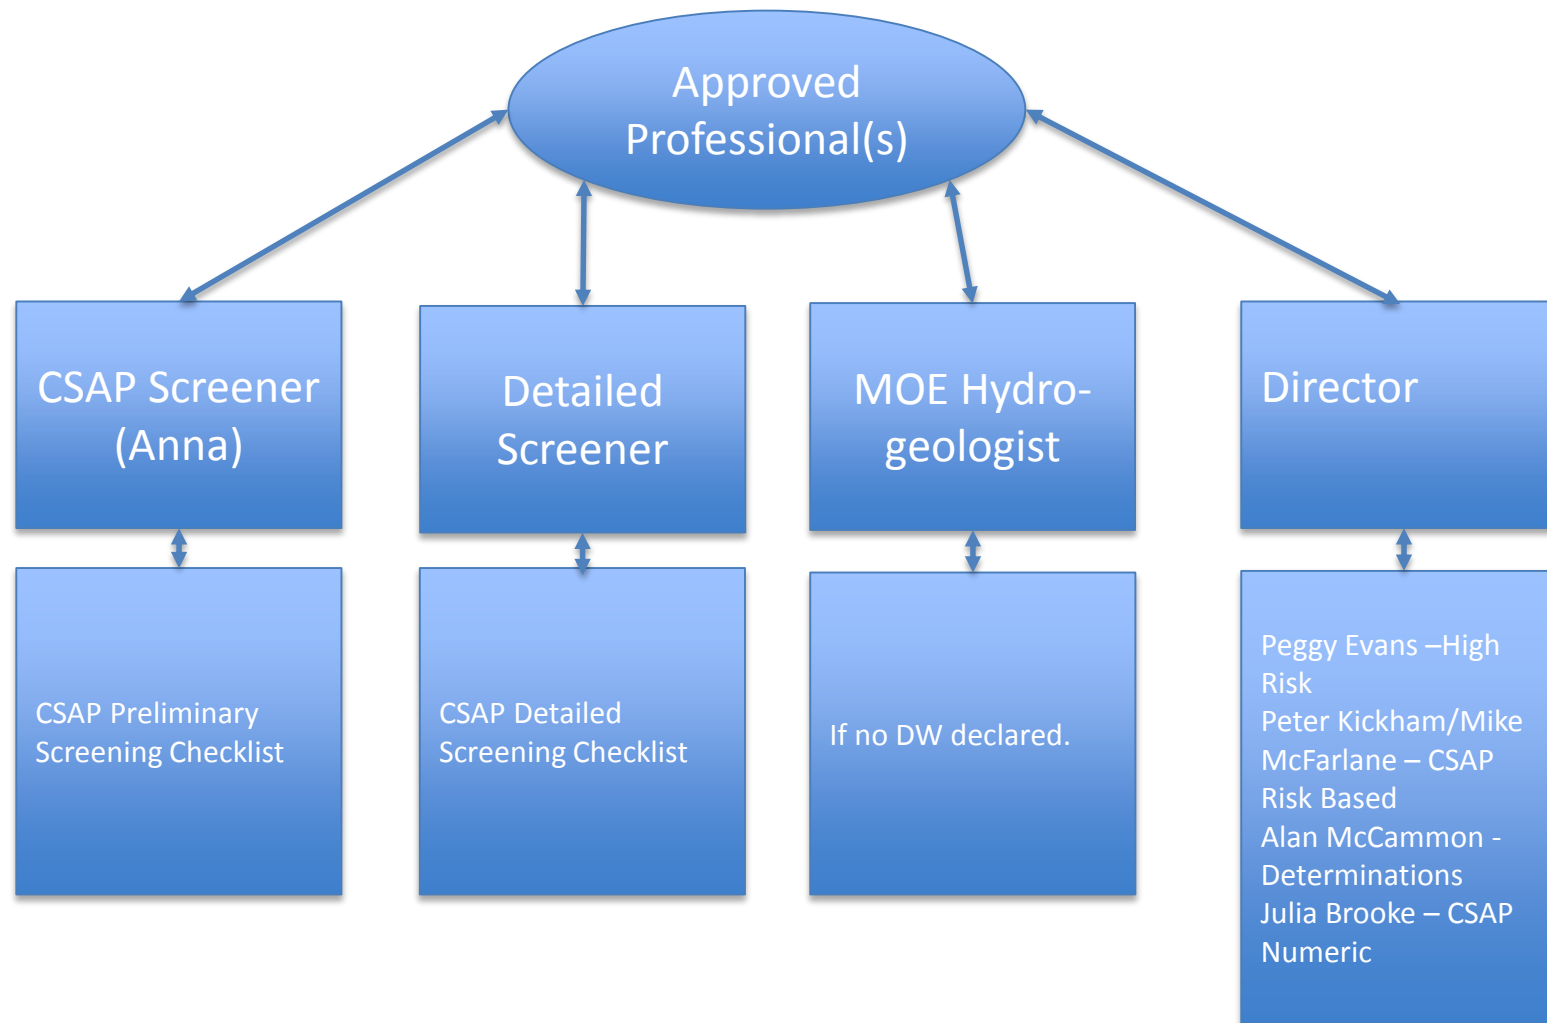 Approved
Professional(s)
CSAP Screener
(Anna)
Detailed
Screener
MOE Hydro-
geologist
Director
CSAP Preliminary
Screening Checklist
CSAP Detailed
Screening Checklist
If no DW declared.
Peggy Evans –High
Risk
Peter Kickham/Mike
McFarlane – CSAP
Risk Based
Alan McCammon -
Determinations
Julia Brooke – CSAP
Numeric